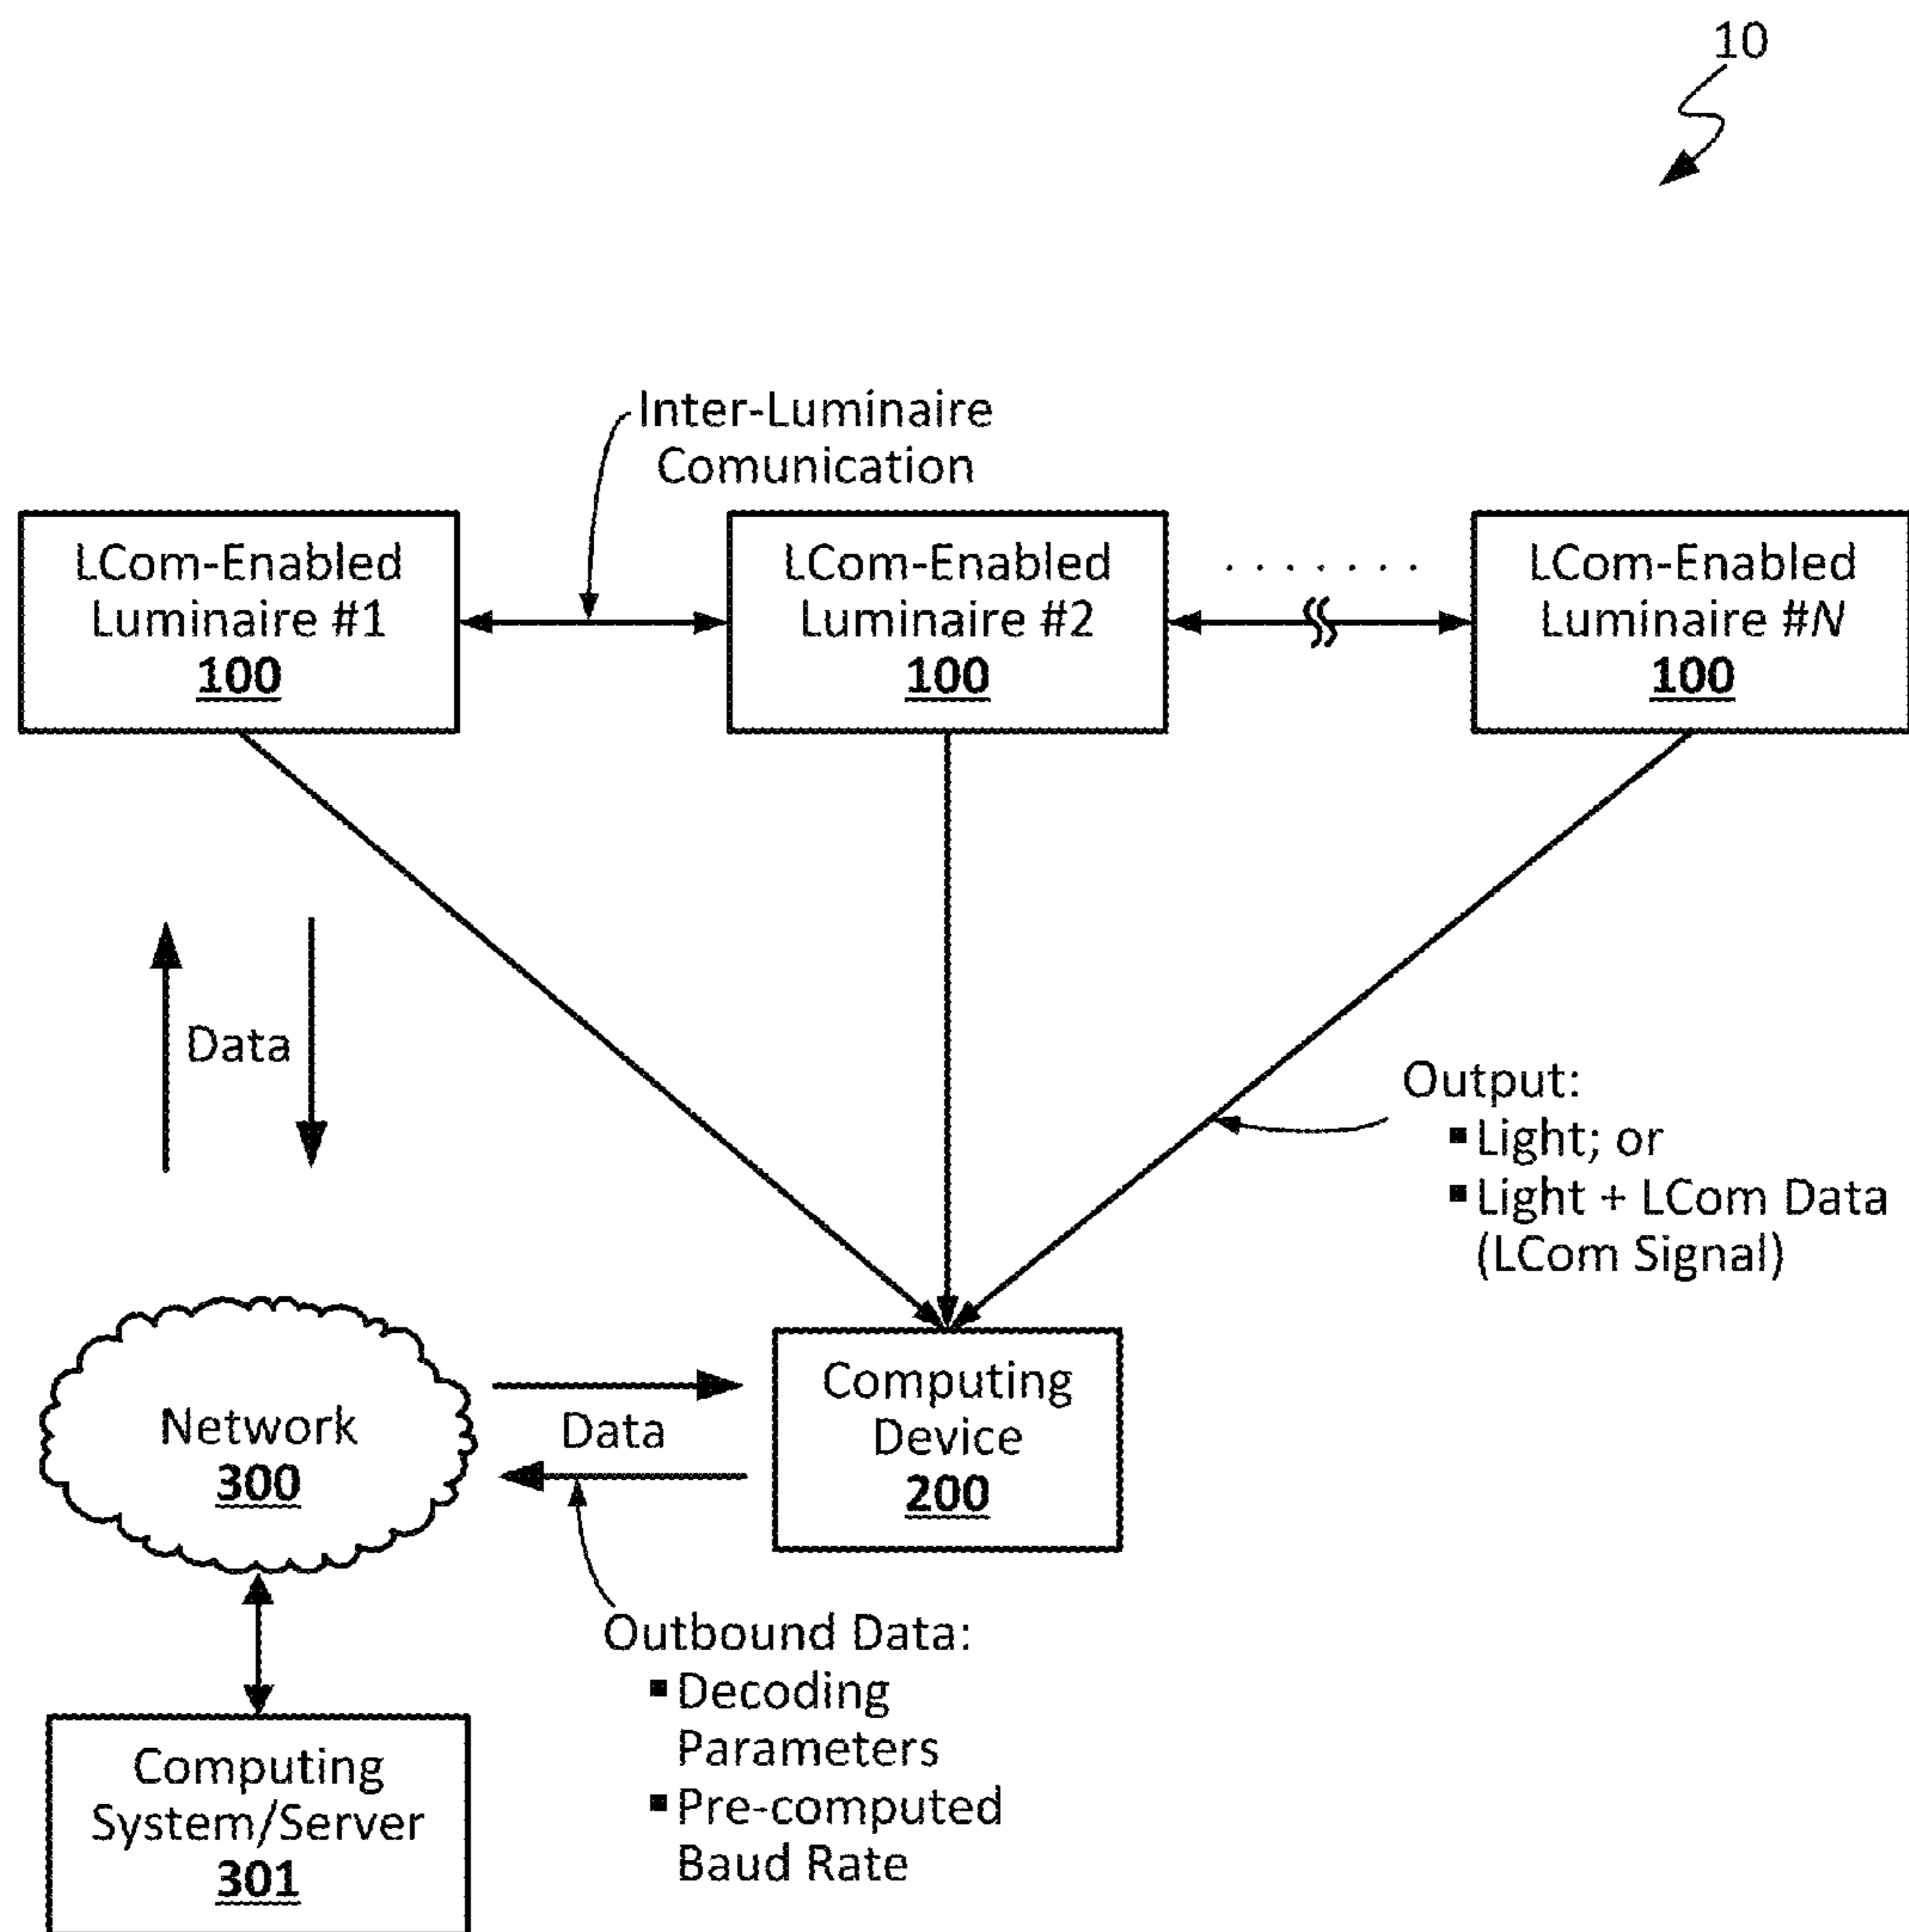 10
Inter-Luminaire
Comunication
LCom-Enabled
Luminaire #1
100
LCom-Enabled
Luminaire #2
100
. . . . . . .
LCom-Enabled
Luminaire #N
100
Data
Output:
▪ Light; or
▪ Light + LCom Data
(LCom Signal)
Network
300
Data
Computing
Device
200
Outbound Data:
▪ Decoding
Parameters
▪ Pre-computed
Baud Rate
Computing
System/Server
301